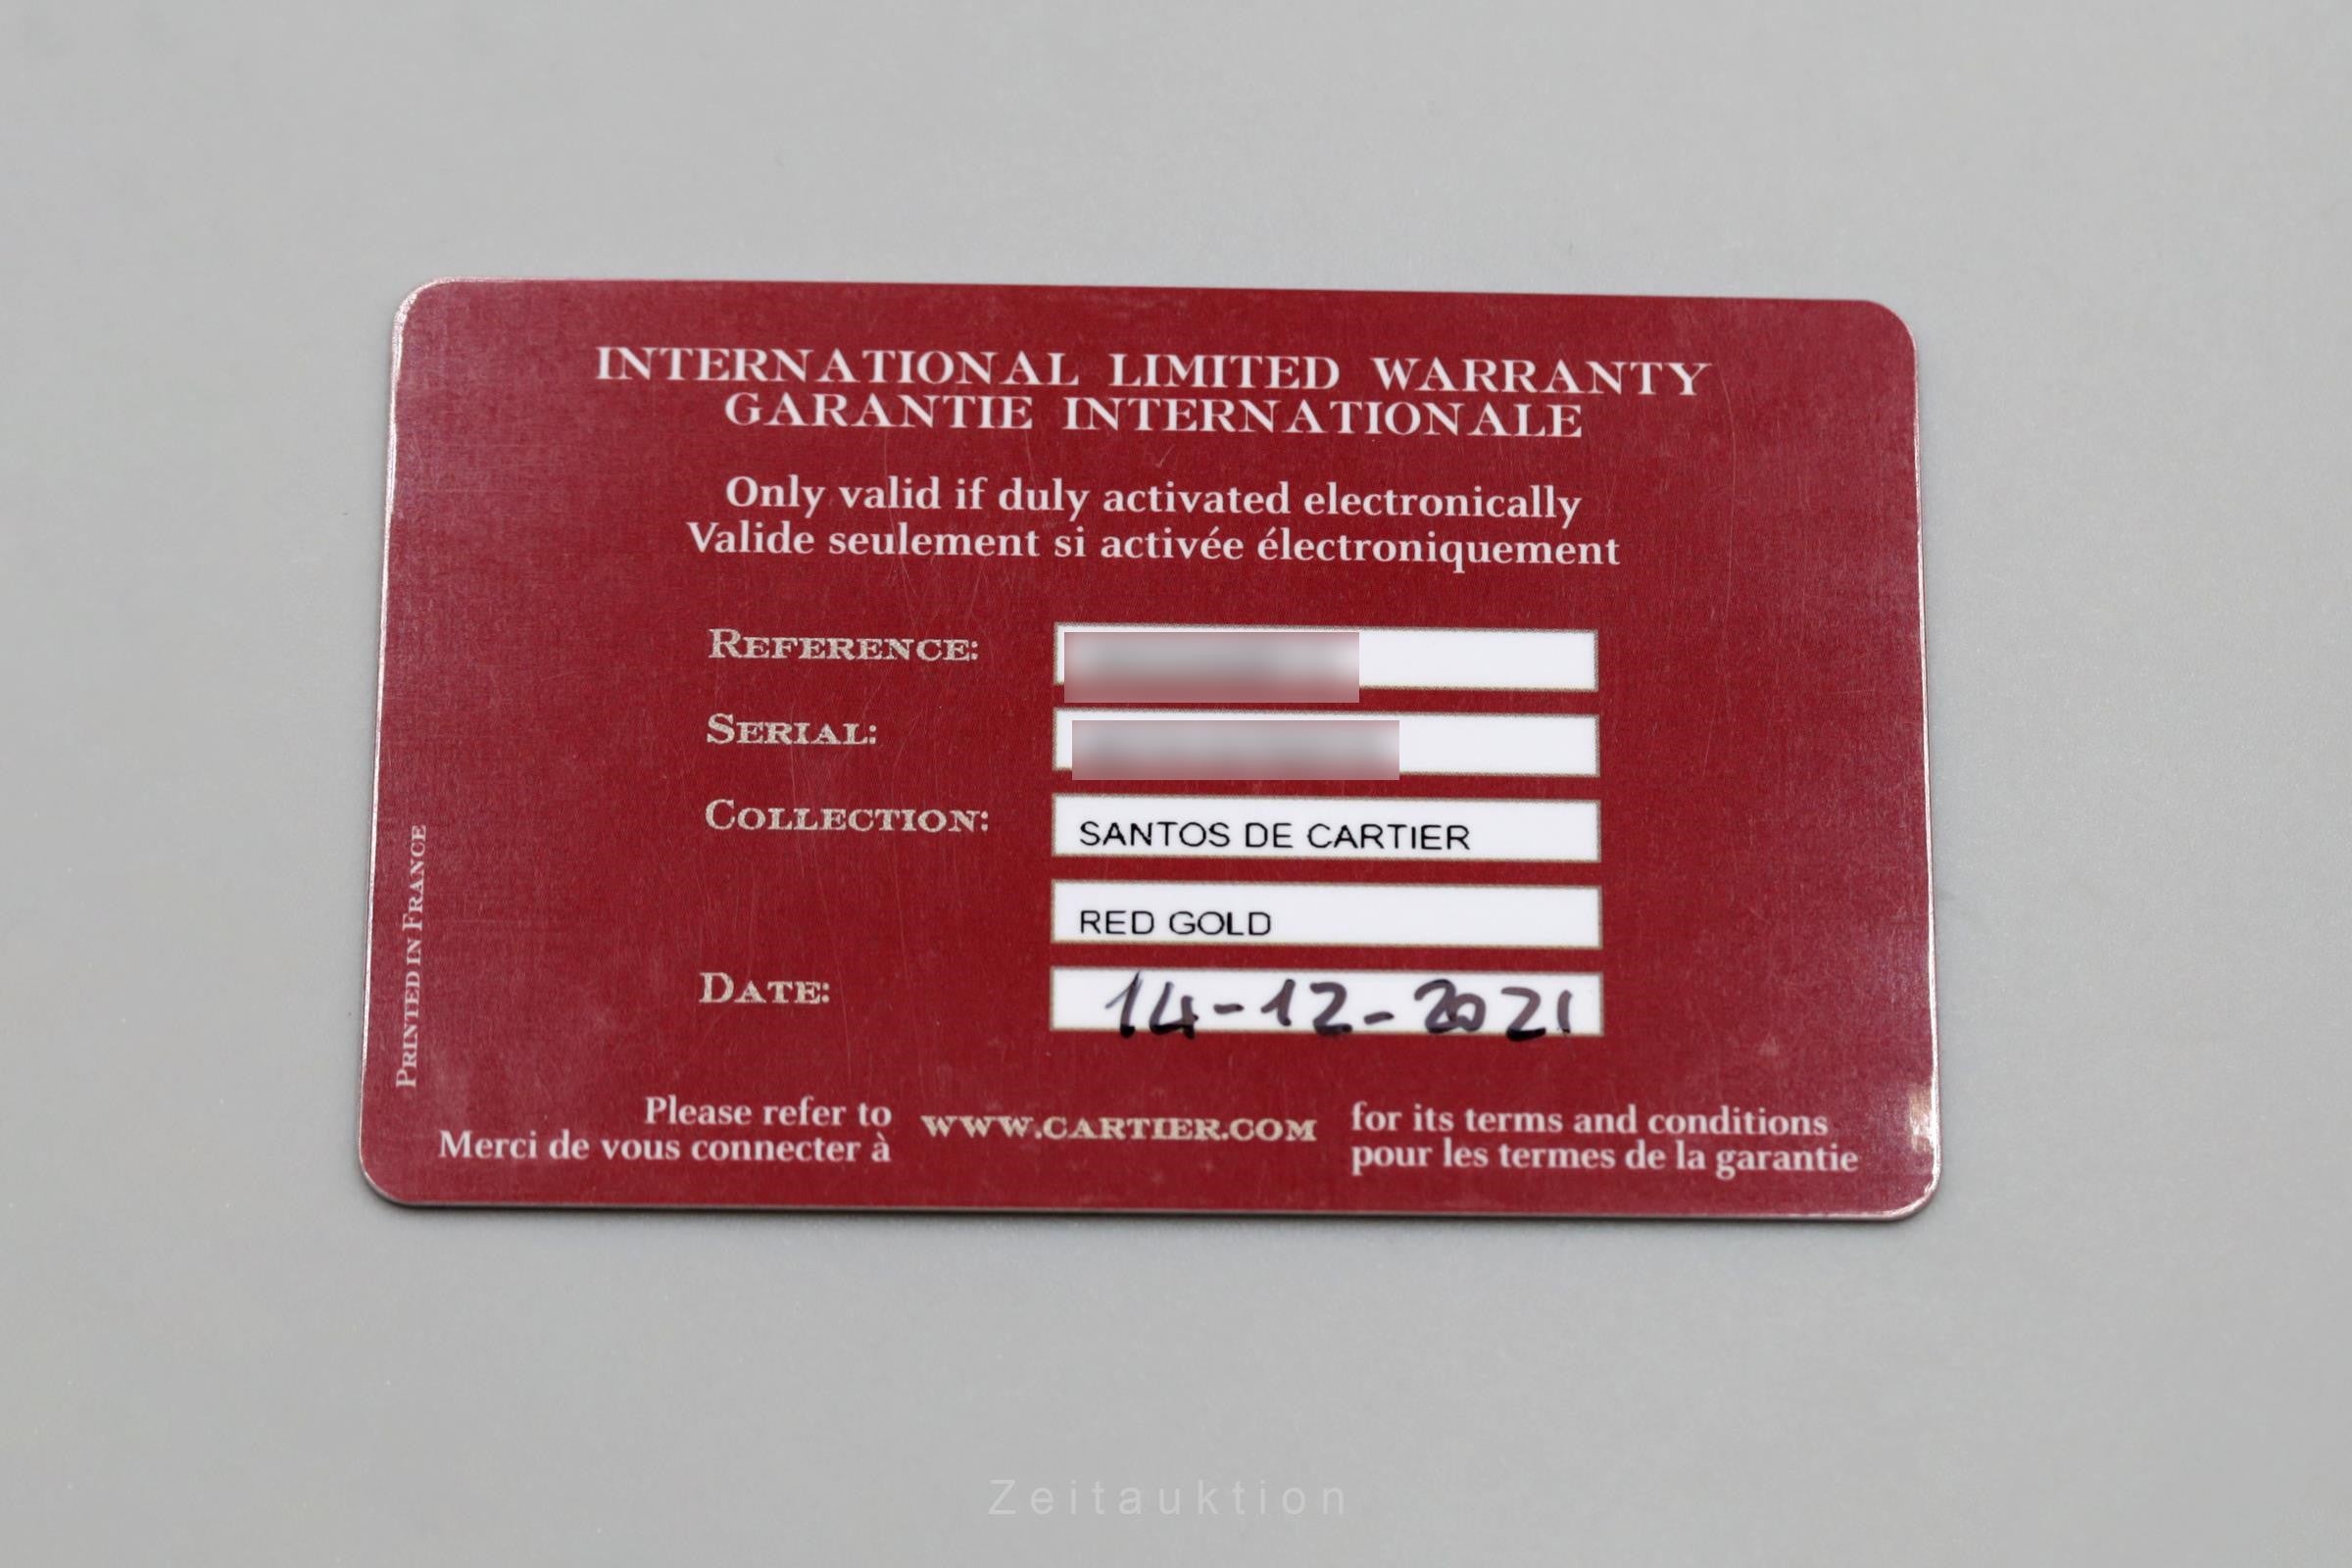 INTERNATIONAL LIMITED WARRANTY
GARANTIE INTERNATIONALE
Only valid if duly activated electronically
Valide seulement si activée électroniquement
REFERENCE:
SERIAL:
COLLECTION: SANTOS DE CARTIER
RED GOLD
DATE: 14-12-2021
PRINTED IN FRANCE
Please refer to
Merci de vous connecter à
WWW.CARTIER.COM
for its terms and conditions
pour les termes de la garantie
Zeitauktion